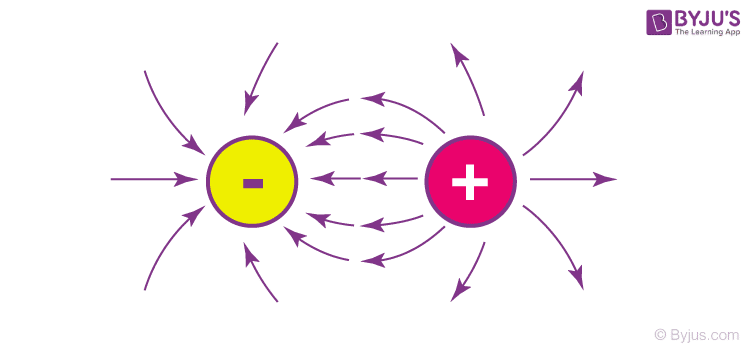 BYJU'S
The Learning App
-
+
© Byjus.com